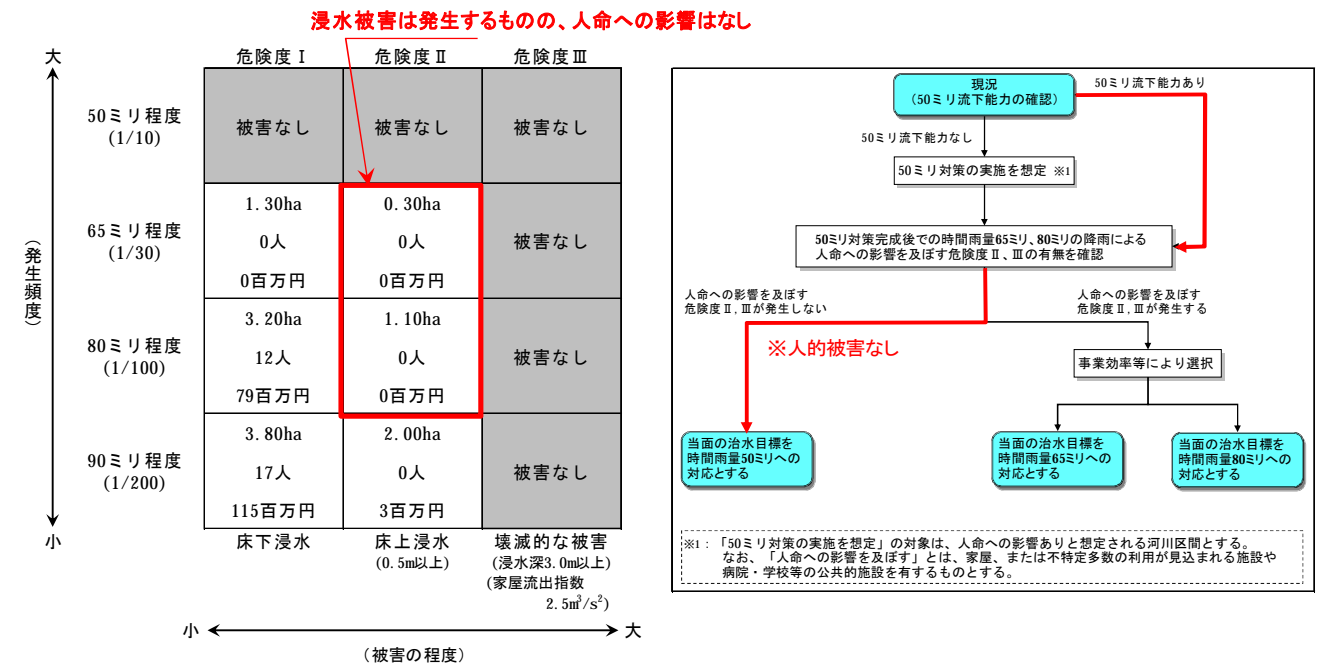 浸水被害は発生するものの、人命への影響はなし
大
危険度Ⅰ
危険度Ⅱ
危険度Ⅲ
50ミリ程度
(1/10)
被害なし
被害なし
被害なし
65ミリ程度
(1/30)
1.30ha
0人
0百万円
0.30ha
0人
0百万円
被害なし
(発生頻度)
80ミリ程度
(1/100)
3.20ha
12人
79百万円
1.10ha
0人
0百万円
被害なし
90ミリ程度
(1/200)
3.80ha
17人
115百万円
2.00ha
0人
3百万円
被害なし
小
床下浸水
床上浸水
(0.5m以上)
壊滅的な被害
(浸水深3.0m以上)
(家屋流出指数
2.5㎥/s²)
小
大
(被害の程度)
現況
(50ミリ流下能力の確認)
50ミリ流下能力あり
50ミリ流下能力なし
50ミリ対策の実施を想定 ※1
50ミリ対策完成後での時間雨量65ミリ、80ミリの降雨による
人命への影響を及ぼす危険度Ⅱ、Ⅲの有無を確認
人命への影響を及ぼす
危険度Ⅱ,Ⅲが発生しない
人命への影響を及ぼす
危険度Ⅱ,Ⅲが発生する
※人的被害なし
事業効率等により選択
当面の治水目標を
時間雨量50ミリへの
対応とする
当面の治水目標を
時間雨量65ミリへの
対応とする
当面の治水目標を
時間雨量80ミリへの
対応とする
※1：「50ミリ対策の実施を想定」の対象は、人命への影響ありと想定される河川区間とする。
なお、「人命への影響を及ぼす」とは、家屋、または不特定多数の利用が見込まれる施設や
病院・学校等の公共的施設を有するものとする。